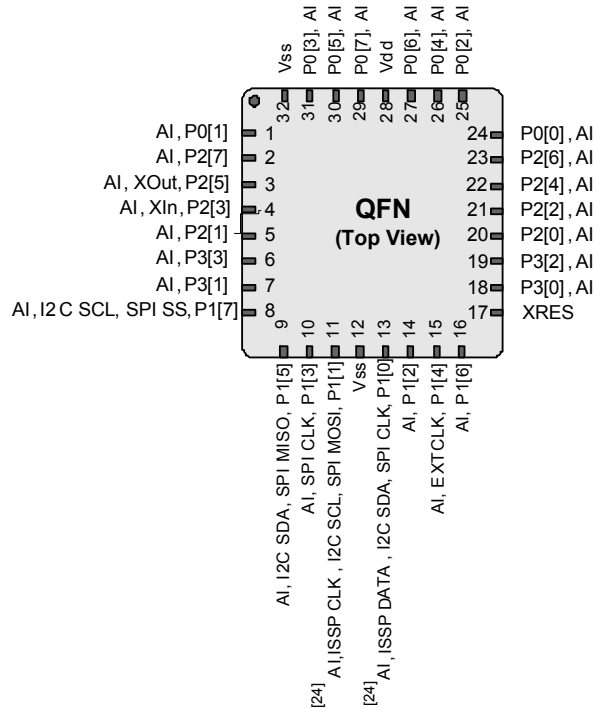 Vss
P0[3], AI
P0[5], AI
P0[7], AI
Vdd
P0[6], AI
P0[4], AI
P0[2], AI
32
31
30
29
28
27
26
25
AI, P0[1]
1
AI, P2[7]
2
AI, XOut, P2[5]
3
AI, XIn, P2[3]
4
AI, P2[1]
5
AI, P3[3]
6
AI, P3[1]
7
AI, I2C SCL, SPI SS, P1[7]
8
QFN
(Top View)
24
P0[0], AI
23
P2[6], AI
22
P2[4], AI
21
P2[2], AI
20
P2[0], AI
19
P3[2], AI
18
P3[0], AI
17
XRES
9
10
11
12
13
14
15
16
AI, I2C SDA, SPI MISO, P1[5]
AI, SPI CLK, P1[3]
[24]
AI, ISSP CLK, I2C SCL, SPI MOSI, P1[1]
Vss
[24]
AI, ISSP DATA, I2C SDA, SPI CLK, P1[0]
AI, P1[2]
AI, EXTCLK, P1[4]
AI, P1[6]